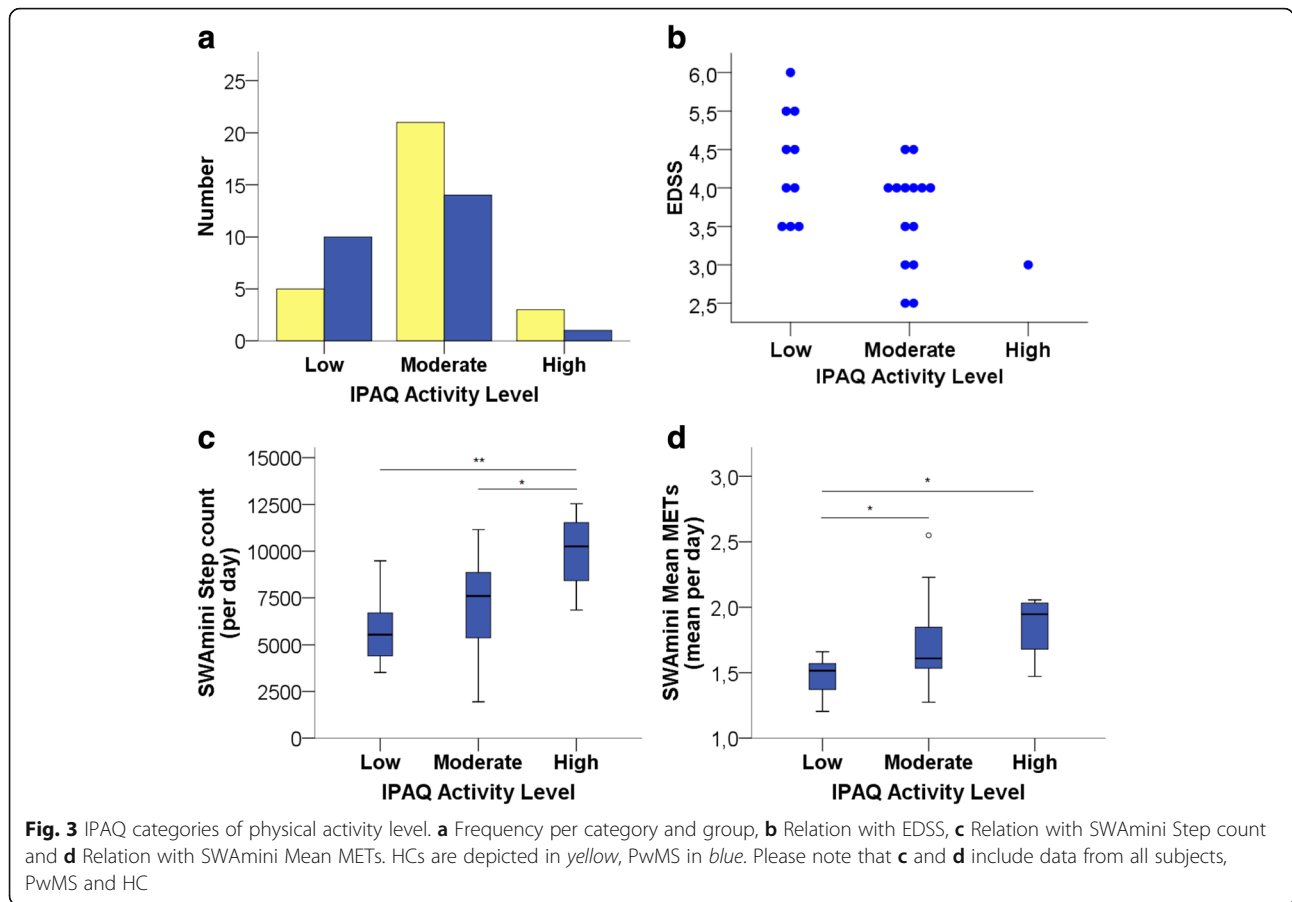 a
Number
25
20
15
10
5
0
Low Moderate High
IPAQ Activity Level
b
EDSS
6,0
5,5
5,0
4,5
4,0
3,5
3,0
2,5
Low Moderate High
IPAQ Activity Level
c
SWAmini Step count
(per day)
15000
12500
10000
7500
5000
2500
0
**
*
Low Moderate High
IPAQ Activity Level
d
SWAmini Mean METs
(mean per day)
3,0
2,5
2,0
1,5
1,0
*
*
Low Moderate High
IPAQ Activity Level
Fig. 3 IPAQ categories of physical activity level. a Frequency per category and group, b Relation with EDSS, c Relation with SWAmini Step count
and d Relation with SWAmini Mean METs. HCs are depicted in yellow, PwMS in blue. Please note that c and d include data from all subjects,
PwMS and HC